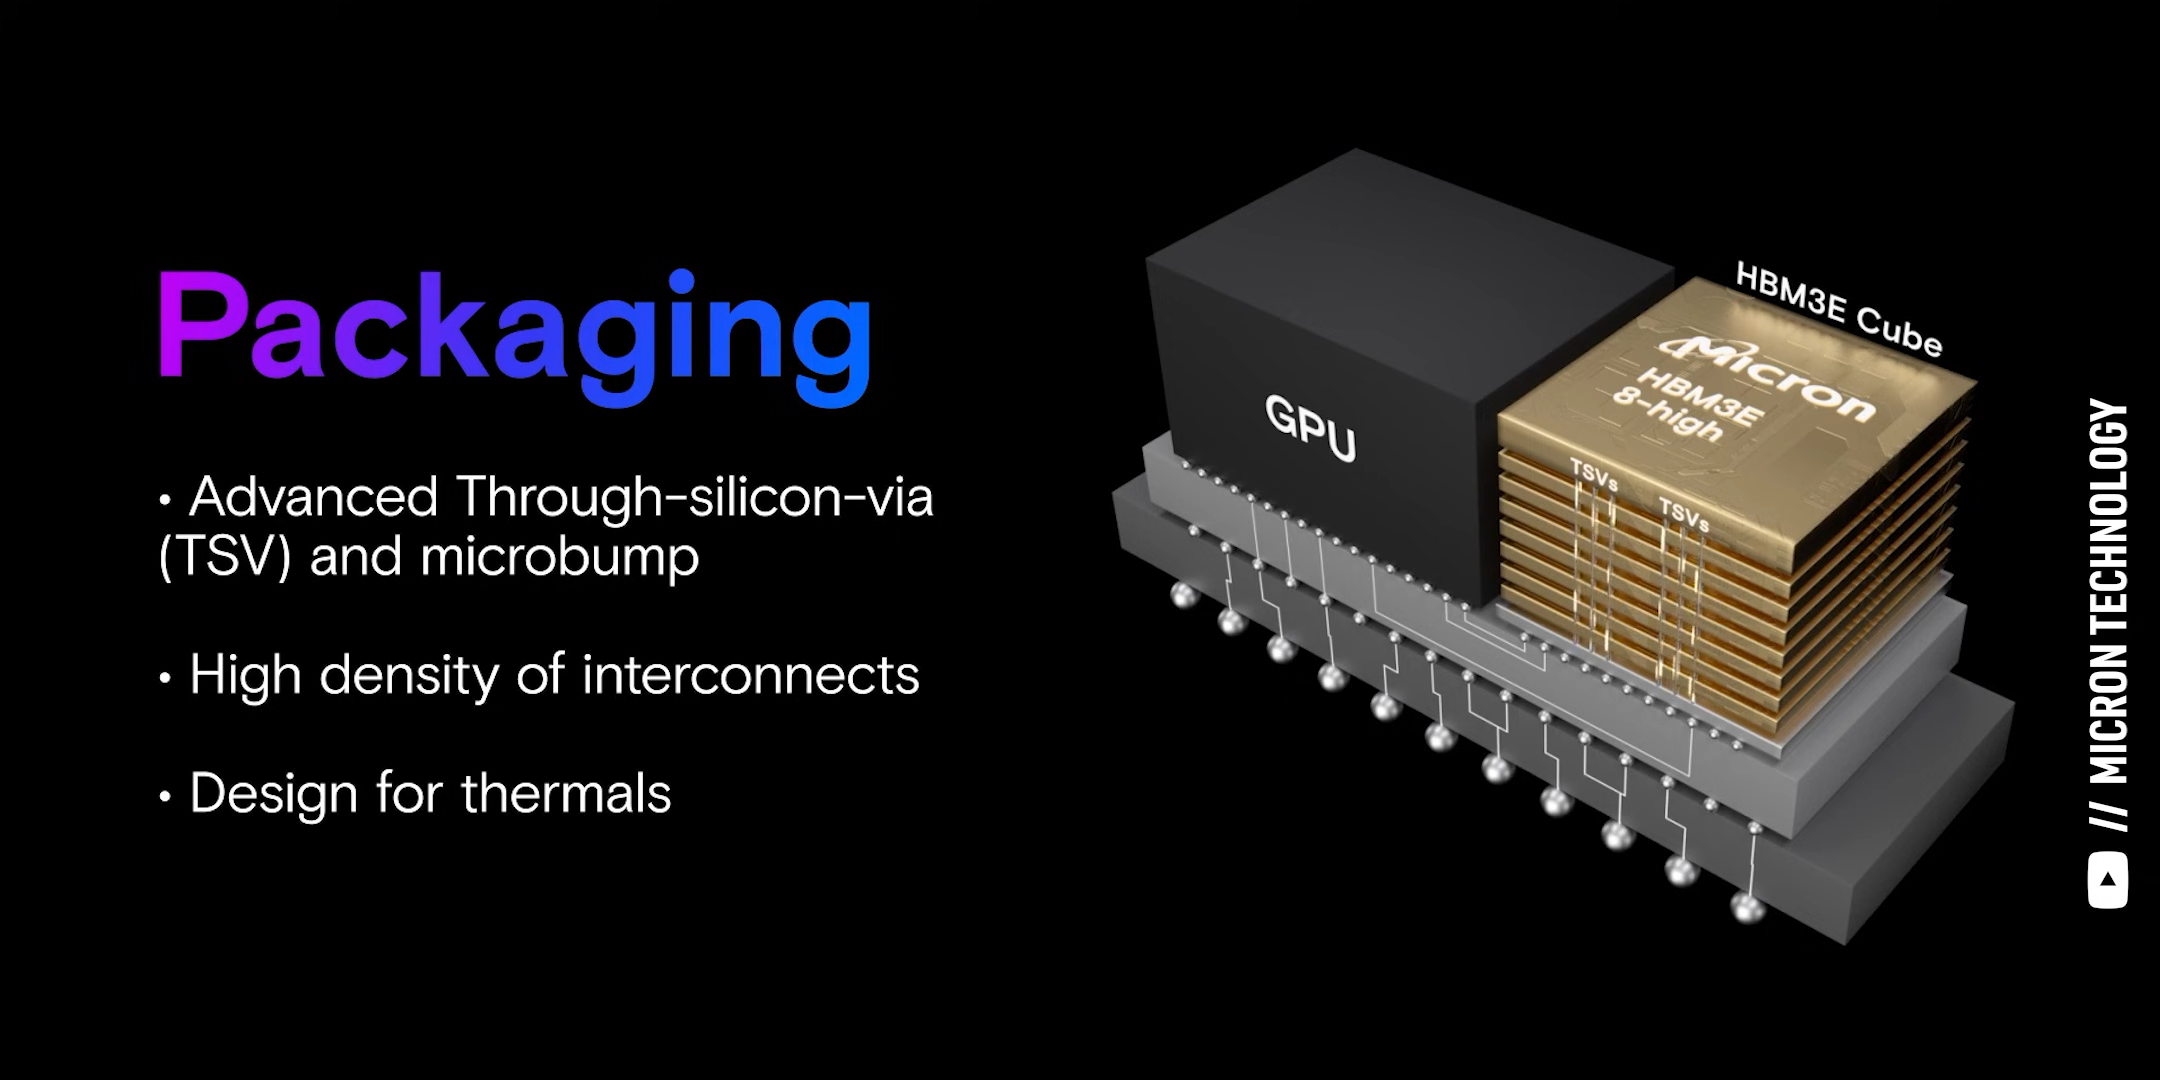 Packaging
• Advanced Through-silicon-via
(TSV) and microbump
• High density of interconnects
• Design for thermals
GPU
HBM3E Cube
Micron
HBM3E
8-high
TSVs
TSVs
// MICRON TECHNOLOGY